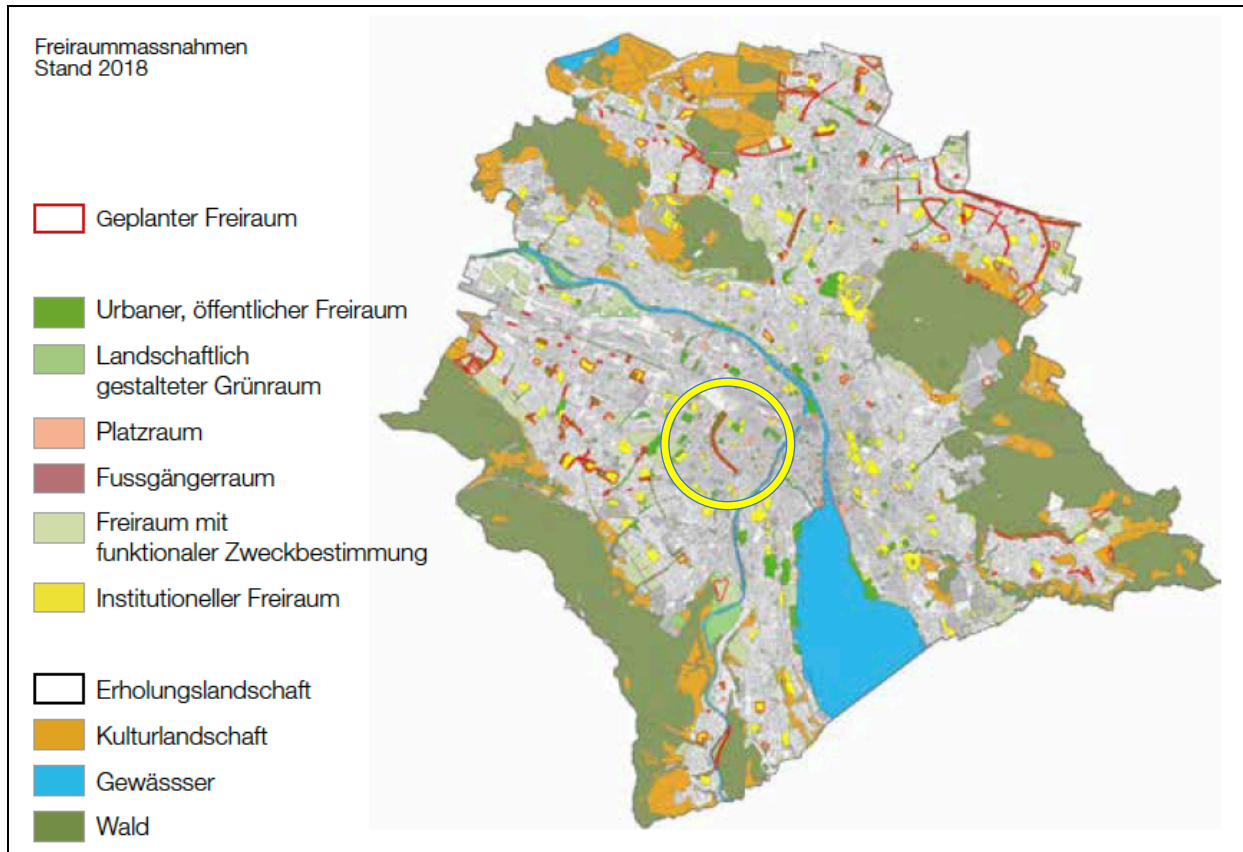 Freiraummassnahmen
Stand 2018
Geplanter Freiraum
Urbaner, öffentlicher Freiraum
Landschaftlich
gestalteter Grünraum
Platzraum
Fussgängerraum
Freiraum mit
funktionaler Zweckbestimmung
Institutioneller Freiraum
Erholungslandschaft
Kulturlandschaft
Gewässser
Wald